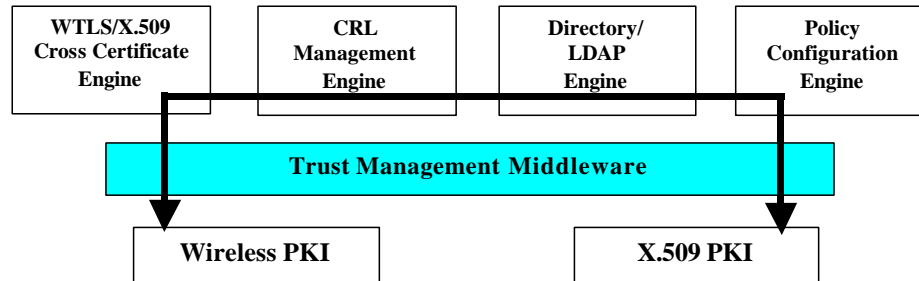 WTLS/X.509
Cross Certificate
Engine
CRL
Management
Engine
Directory/
LDAP
Engine
Policy
Configuration
Engine
Trust Management Middleware
Wireless PKI
X.509 PKI